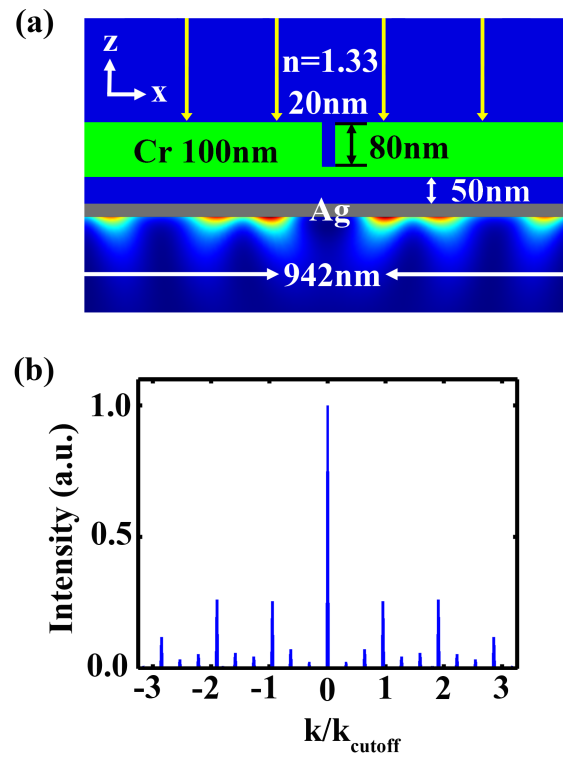 (a)
z
x
n=1.33
20nm
Cr 100nm
80nm
50nm
Ag
942nm
(b)
Intensity (a.u.)
1.0
0.5
0.0
-3 -2 -1 0 1 2 3
k/kcutoff